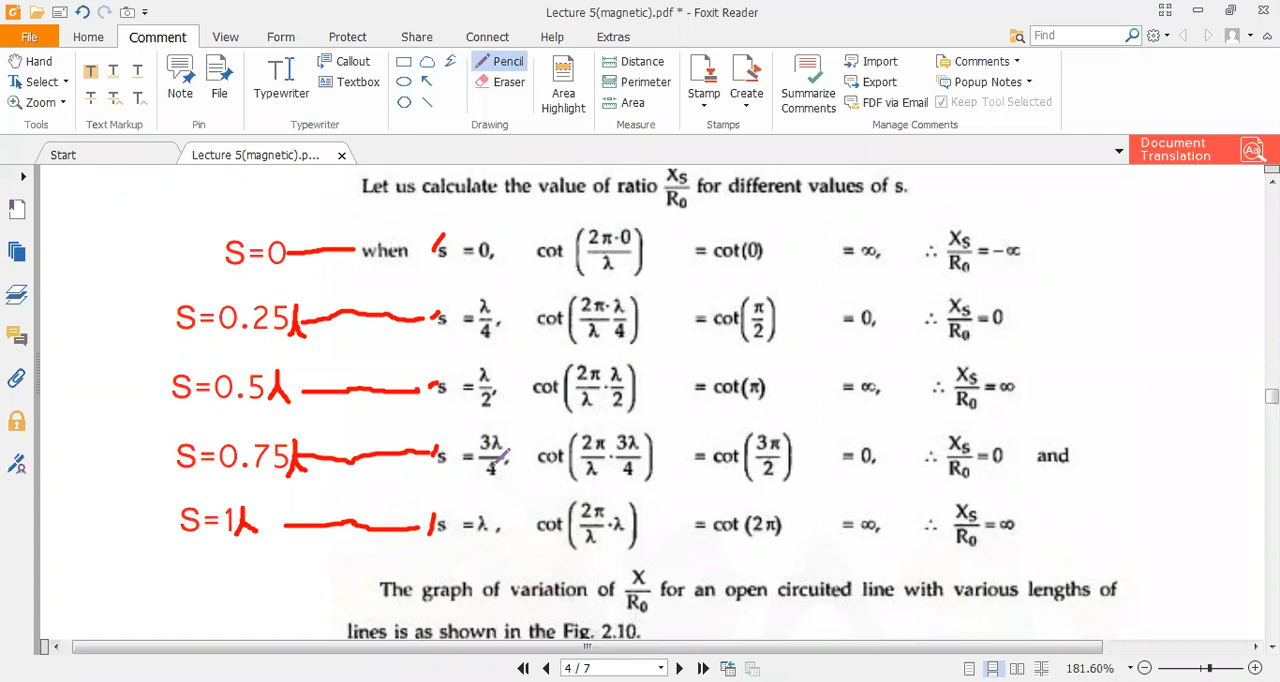 Lecture 5(magnetic).pdf * - Foxit Reader
File Home Comment View Form Protect Share Connect Help Extras Find
Hand Callout Pencil Distance Import Comments
Select Textbox Eraser Perimeter Export Popup Notes
Zoom Note File Typewriter Area Highlight Area Stamp Create Summarize Comments FDF via Email Keep Tool Selected
Tools Text Markup Pin Typewriter Drawing Measure Stamps Manage Comments
Start Lecture 5(magnetic).p... Document Translation
Let us calculate the value of ratio Xs/R0 for different values of s.
S=0 when s = 0, cot (2π·0/λ) = cot(0) = ∞, ∴ Xs/R0 = -∞
S=0.25λ s = λ/4, cot (2π/λ · λ/4) = cot(π/2) = 0, ∴ Xs/R0 = 0
S=0.5λ s = λ/2, cot (2π/λ · λ/2) = cot(π) = ∞, ∴ Xs/R0 = ∞
S=0.75λ s = 3λ/4, cot (2π/λ · 3λ/4) = cot (3π/2) = 0, ∴ Xs/R0 = 0 and
S=1λ s = λ, cot (2π/λ · λ) = cot (2π) = ∞, ∴ Xs/R0 = ∞
The graph of variation of X/R0 for an open circuited line with various lengths of
lines is as shown in the Fig. 2.10.
4 / 7 181.60%